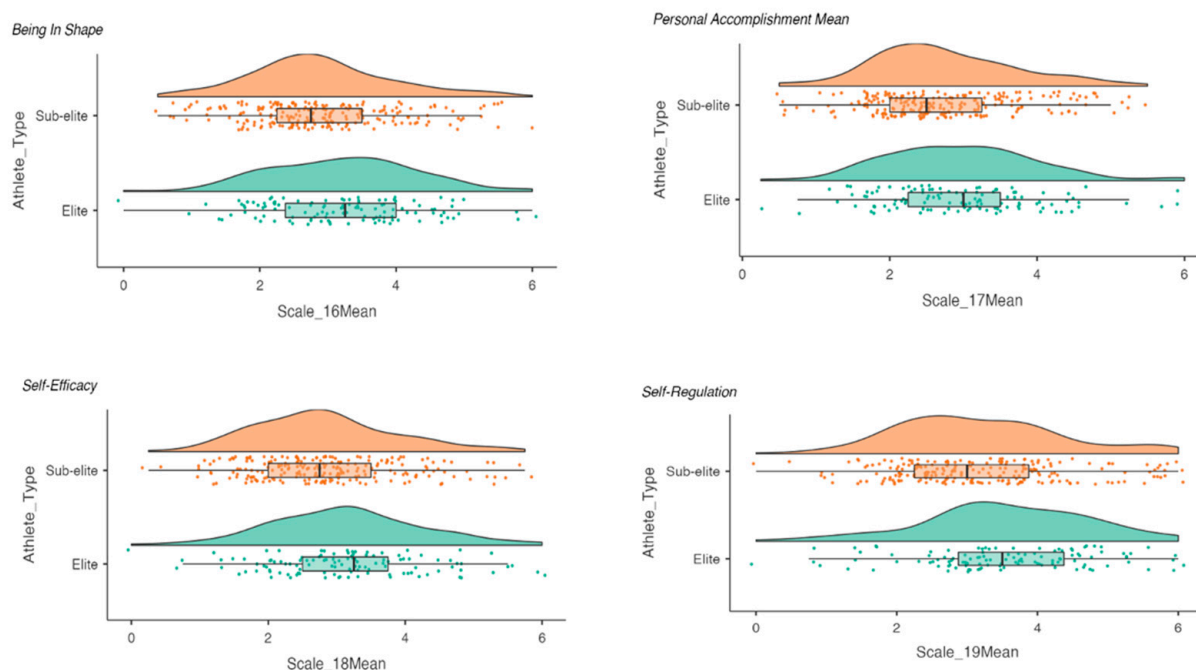 Being In Shape
Athlete_Type
Sub-elite
Elite
0 2 4 6
Scale_16Mean
Personal Accomplishment Mean
Athlete_Type
Sub-elite
Elite
0 2 4 6
Scale_17Mean
Self-Efficacy
Athlete_Type
Sub-elite
Elite
0 2 4 6
Scale_18Mean
Self-Regulation
Athlete_Type
Sub-elite
Elite
0 2 4 6
Scale_19Mean